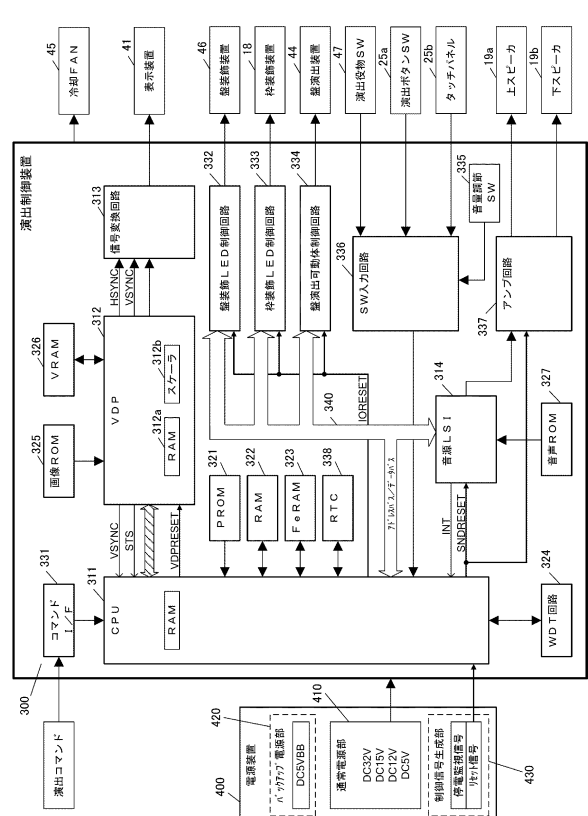 演出制御装置
300
演出コマンド
331
コマンド
I/F
311
CPU
RAM
VSYNC
STS
VDPRESET
325
画像ROM
326
VRAM
312
VDP
312a
RAM
312b
スケーラ
HSYNC
VSYNC
313
信号変換回路
45
冷却FAN
41
表示装置
321
PROM
322
RAM
323
FeRAM
338
RTC
332
盤装飾LED制御回路
333
枠装飾LED制御回路
334
盤演出可動体制御回路
46
盤装飾装置
18
枠装飾装置
44
盤演出装置
340
IORESET
アドレスバス/データバス
336
SW入力回路
335
音量調節
SW
47
演出役物SW
25a
演出ボタンSW
25b
タッチパネル
INT
SNDRESET
314
音源LSI
337
アンプ回路
19a
上スピーカ
19b
下スピーカ
324
WDT回路
327
音声ROM
400
電源装置
420
バックアップ電源部
DC5VBB
410
通常電源部
DC32V
DC15V
DC12V
DC5V
430
制御信号生成部
停電監視信号
リセット信号